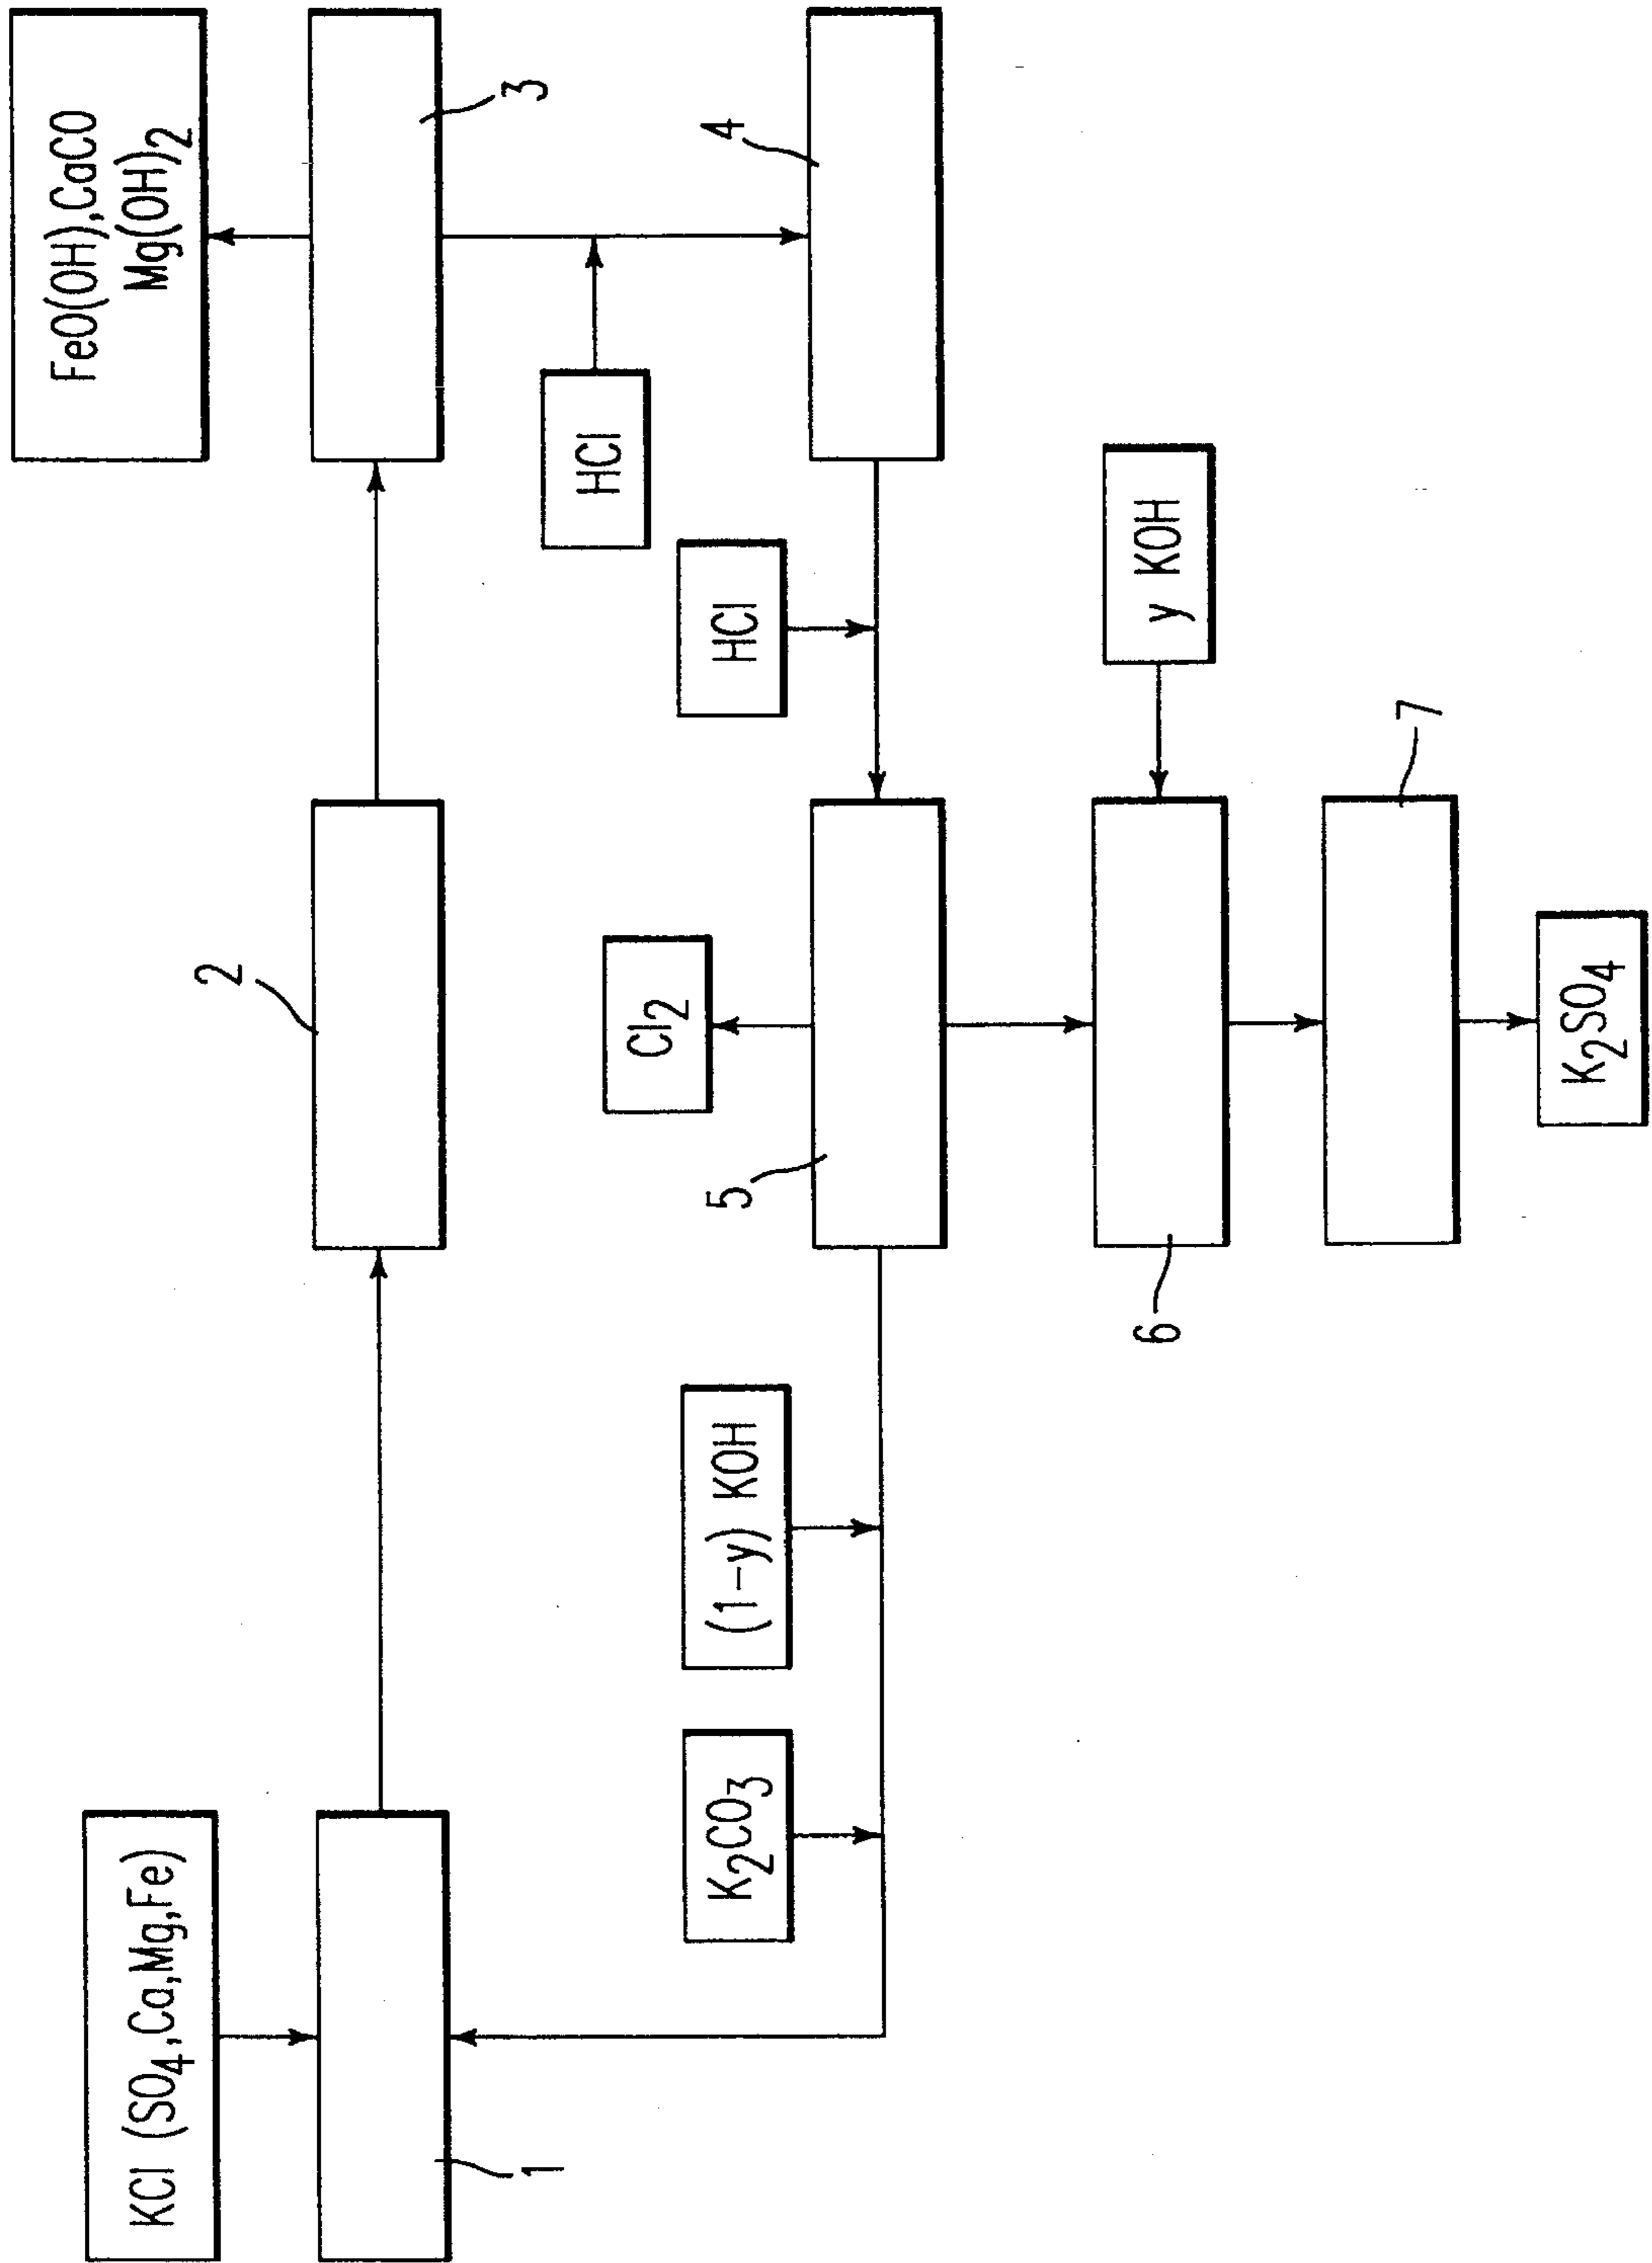 FeO(OH),CaCO
Mg(OH)2
KCl (SO4,Ca,Mg,Fe)
2
3
1
HCl
Cl2
4
K2CO3
(1-y) KOH
5
HCl
6
y KOH
7
K2SO4